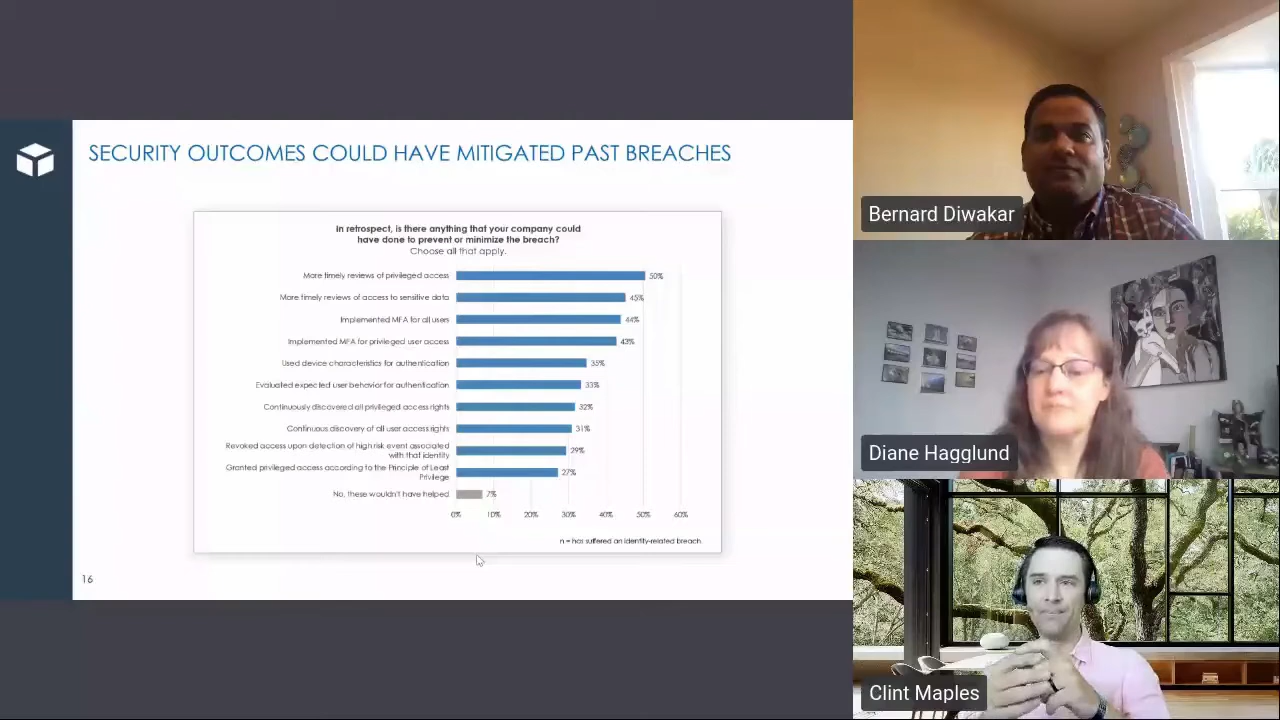 SECURITY OUTCOMES COULD HAVE MITIGATED PAST BREACHES
In retrospect, is there anything that your company could
have done to prevent or minimize the breach?
Choose all that apply.
More timely reviews of privileged access 50%
More timely reviews of access to sensitive data 45%
Implemented MFA for all users 44%
Implemented MFA for privileged user access 43%
Used device characteristics for authentication 35%
Evaluated expected user behavior for authentication 33%
Continuously discovered all privileged access rights 32%
Continuous discovery of all user access rights 31%
Revoked access upon detection of high risk event associated
with that identity 29%
Granted privileged access according to the Principle of Least
Privilege 27%
No, these wouldn't have helped 7%
0% 10% 20% 30% 40% 50% 60%
n = has suffered an identity-related breach.
16
Bernard Diwakar
Diane Hagglund
Clint Maples